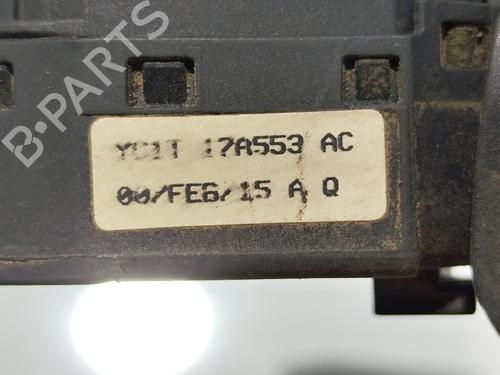 YC1T 17A553 AC
00/FEB/15 A Q
B-PARTS